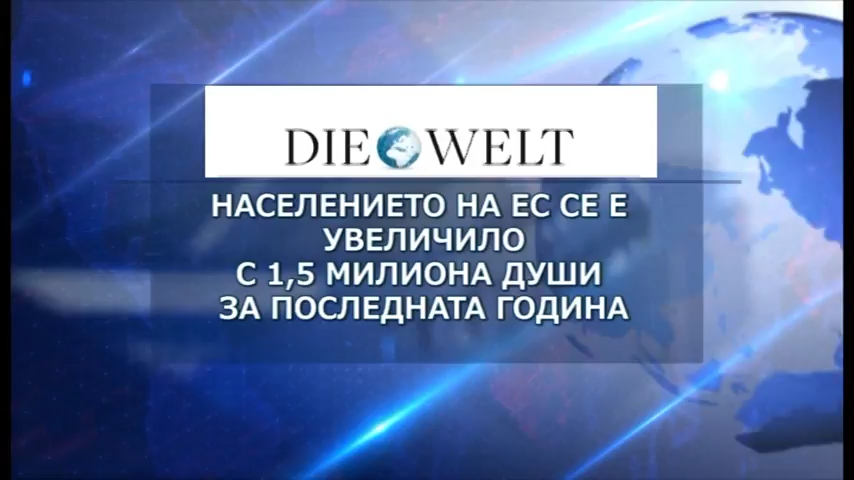 DIE WELT
НАСЕЛЕНИЕТО НА ЕС СЕ Е
УВЕЛИЧИЛО
С 1,5 МИЛИОНА ДУШИ
ЗА ПОСЛЕДНАТА ГОДИНА